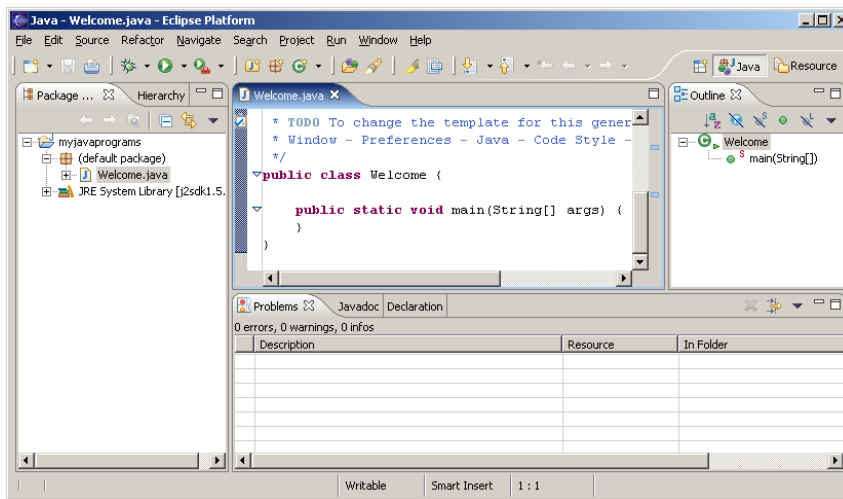 Java - Welcome.java - Eclipse Platform
File Edit Source Refactor Navigate Search Project Run Window Help
Java Resource
Package ... Hierarchy
myjavaprograms
(default package)
Welcome.java
JRE System Library [j2sdk1.5.
Welcome.java
* TODO To change the template for this gener
* Window - Preferences - Java - Code Style -
*/
public class Welcome {
public static void main(String[] args) {
}
}
Outline
Welcome
main(String[])
Problems Javadoc Declaration
0 errors, 0 warnings, 0 infos
Description Resource In Folder
Writable Smart Insert 1 : 1